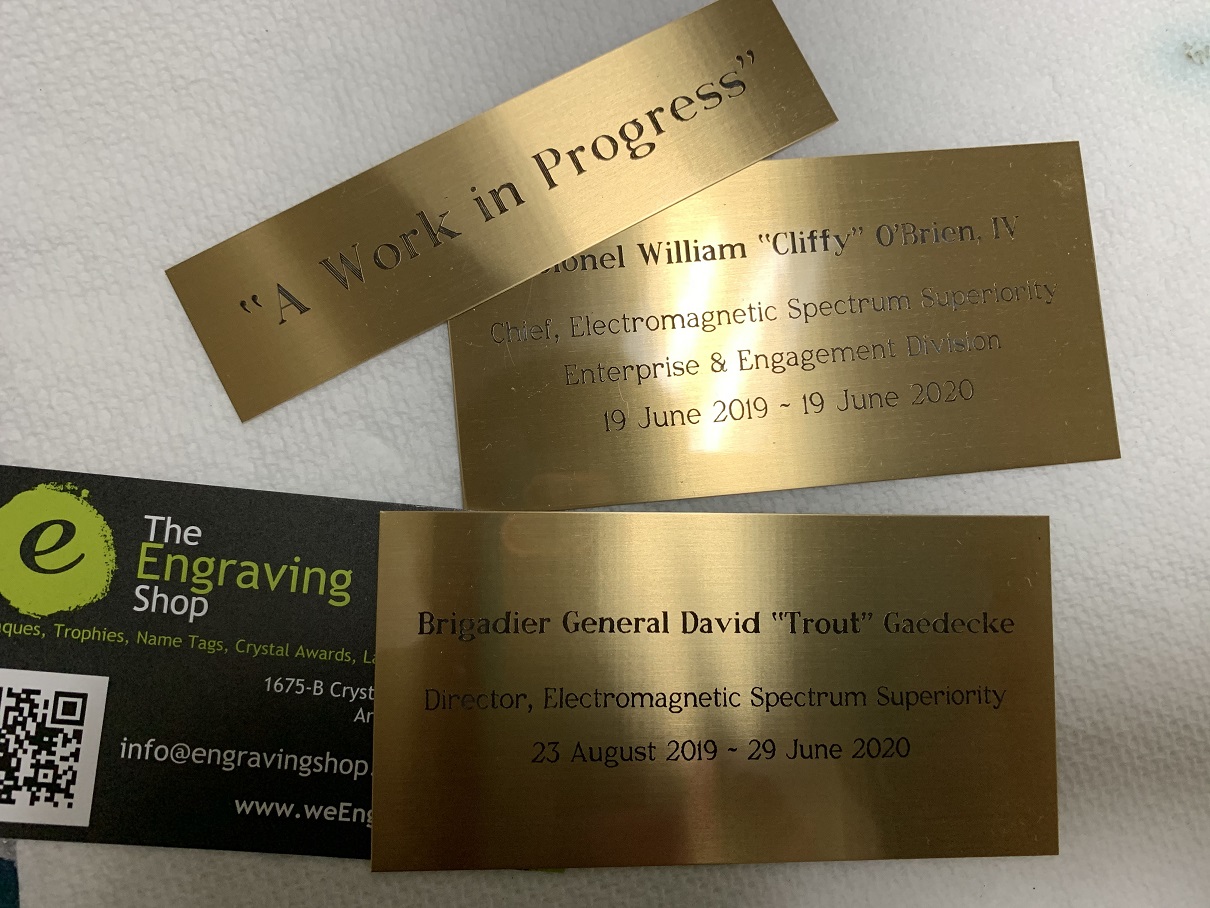 “A Work in Progress”
William “Cliffy” O'Brien, IV
Chief, Electromagnetic Spectrum Superiority
Enterprise & Engagement Division
19 June 2019 ~ 19 June 2020
e
The
Engraving
Shop
Trophies, Name Tags, Crystal Awards,
1675-B
info@engravingshop.
Brigadier General David “Trout” Gaedecke
Director, Electromagnetic Spectrum Superiority
23 August 2019 ~ 29 June 2020